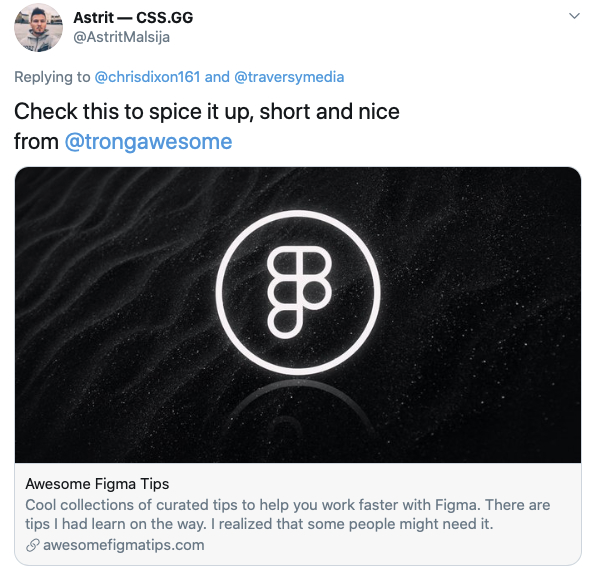 Astrit — CSS.GG
@AstritMalsija
Replying to @chrisdixon161 and @traversymedia
Check this to spice it up, short and nice
from @trongawesome
Awesome Figma Tips
Cool collections of curated tips to help you work faster with Figma. There are
tips I had learn on the way. I realized that some people might need it.
awesomefigmatips.com